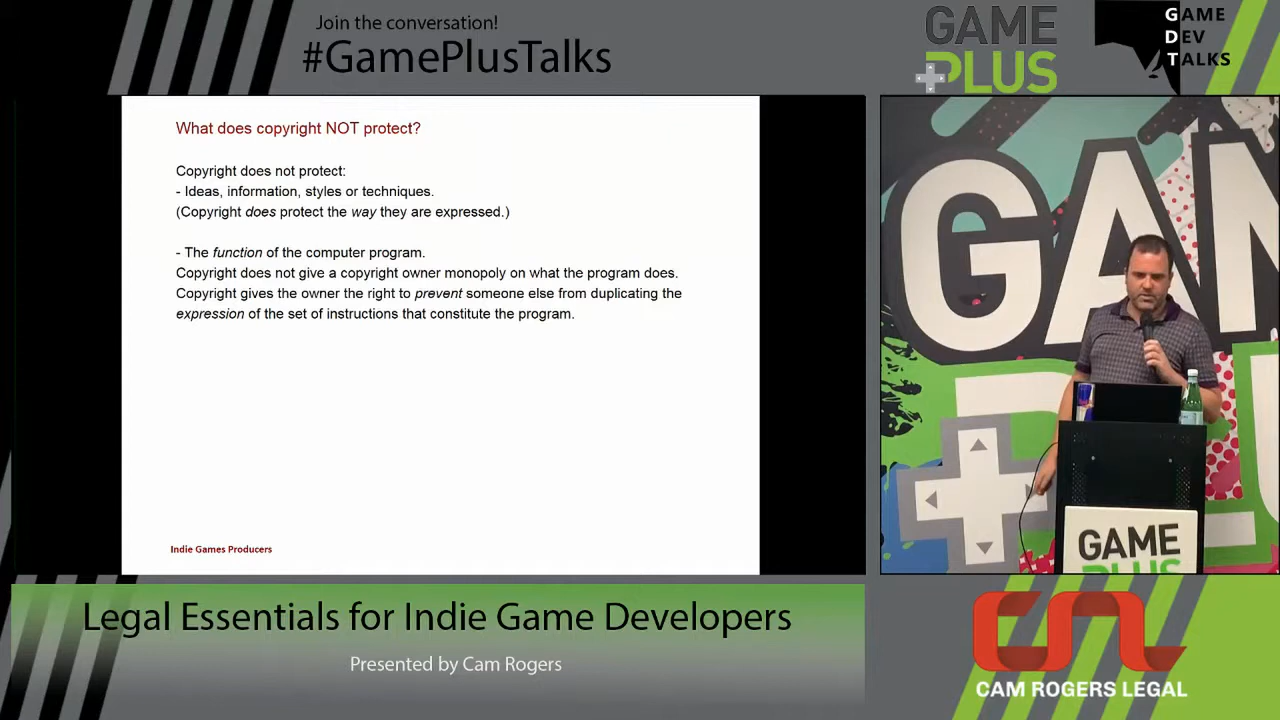 Join the conversation!
#GamePlusTalks
GAME
PLUS
GAME
DEV
TALKS
What does copyright NOT protect?
Copyright does not protect:
- Ideas, information, styles or techniques.
(Copyright does protect the way they are expressed.)
- The function of the computer program.
Copyright does not give a copyright owner monopoly on what the program does.
Copyright gives the owner the right to prevent someone else from duplicating the
expression of the set of instructions that constitute the program.
Indie Games Producers
GAM
GAME
PLUS
Legal Essentials for Indie Game Developers
Presented by Cam Rogers
CAM ROGERS LEGAL